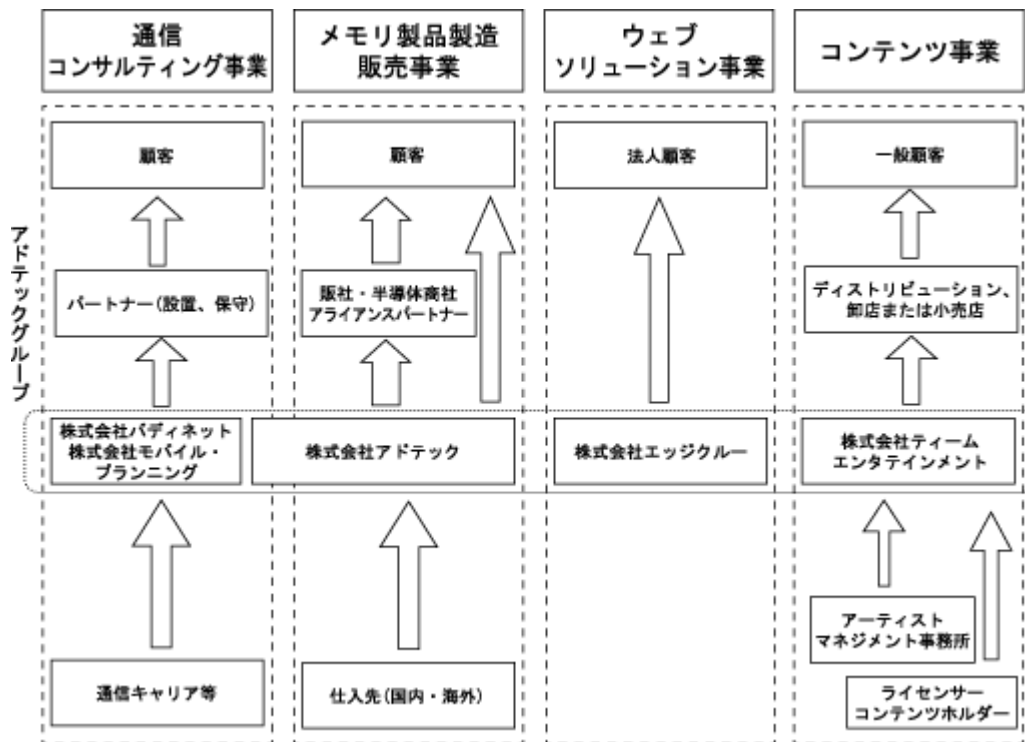 通信
コンサルティング事業
メモリ製品製造
販売事業
ウェブ
ソリューション事業
コンテンツ事業
顧客
顧客
法人顧客
一般顧客
アドテックグループ
パートナー(設置、保守)
販社・半導体商社
アライアンスパートナー
ディストリビューション、
卸店または小売店
株式会社バディネット
株式会社モバイル・
プランニング
株式会社アドテック
株式会社エッジクルー
株式会社ティーム
エンタテインメント
アーティスト
マネジメント事務所
通信キャリア等
仕入先(国内・海外)
ライセンサー
コンテンツホルダー